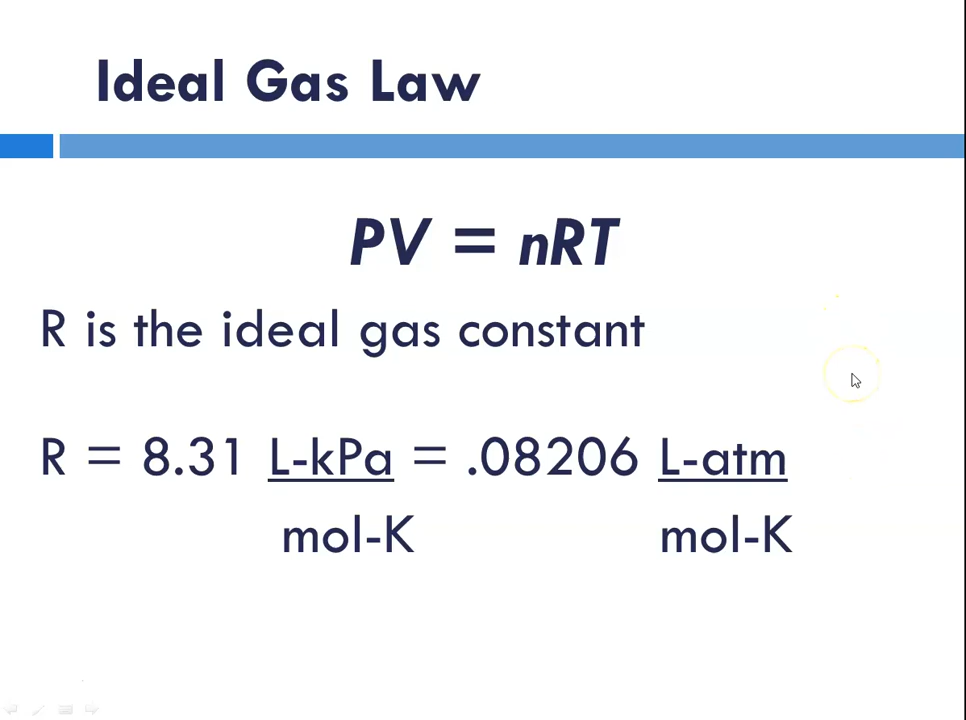 Ideal Gas Law
PV = nRT
R is the ideal gas constant
R = 8.31 L-kPa = .08206 L-atm
mol-K mol-K